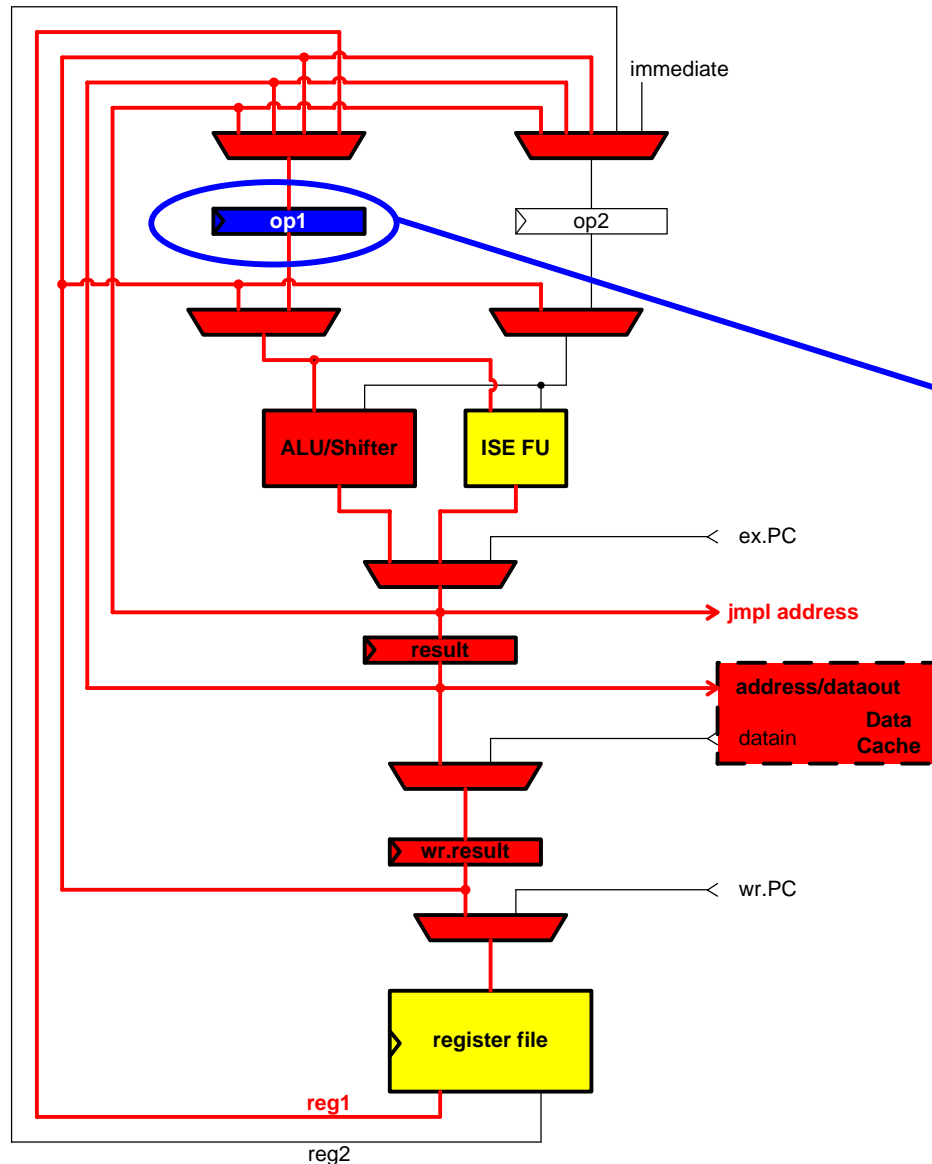 immediate
op1
op2
ALU/Shifter
ISE FU
ex.PC
jmpl address
result
address/dataout
Data
datain
Cache
wr.result
wr.PC
register file
reg1
reg2